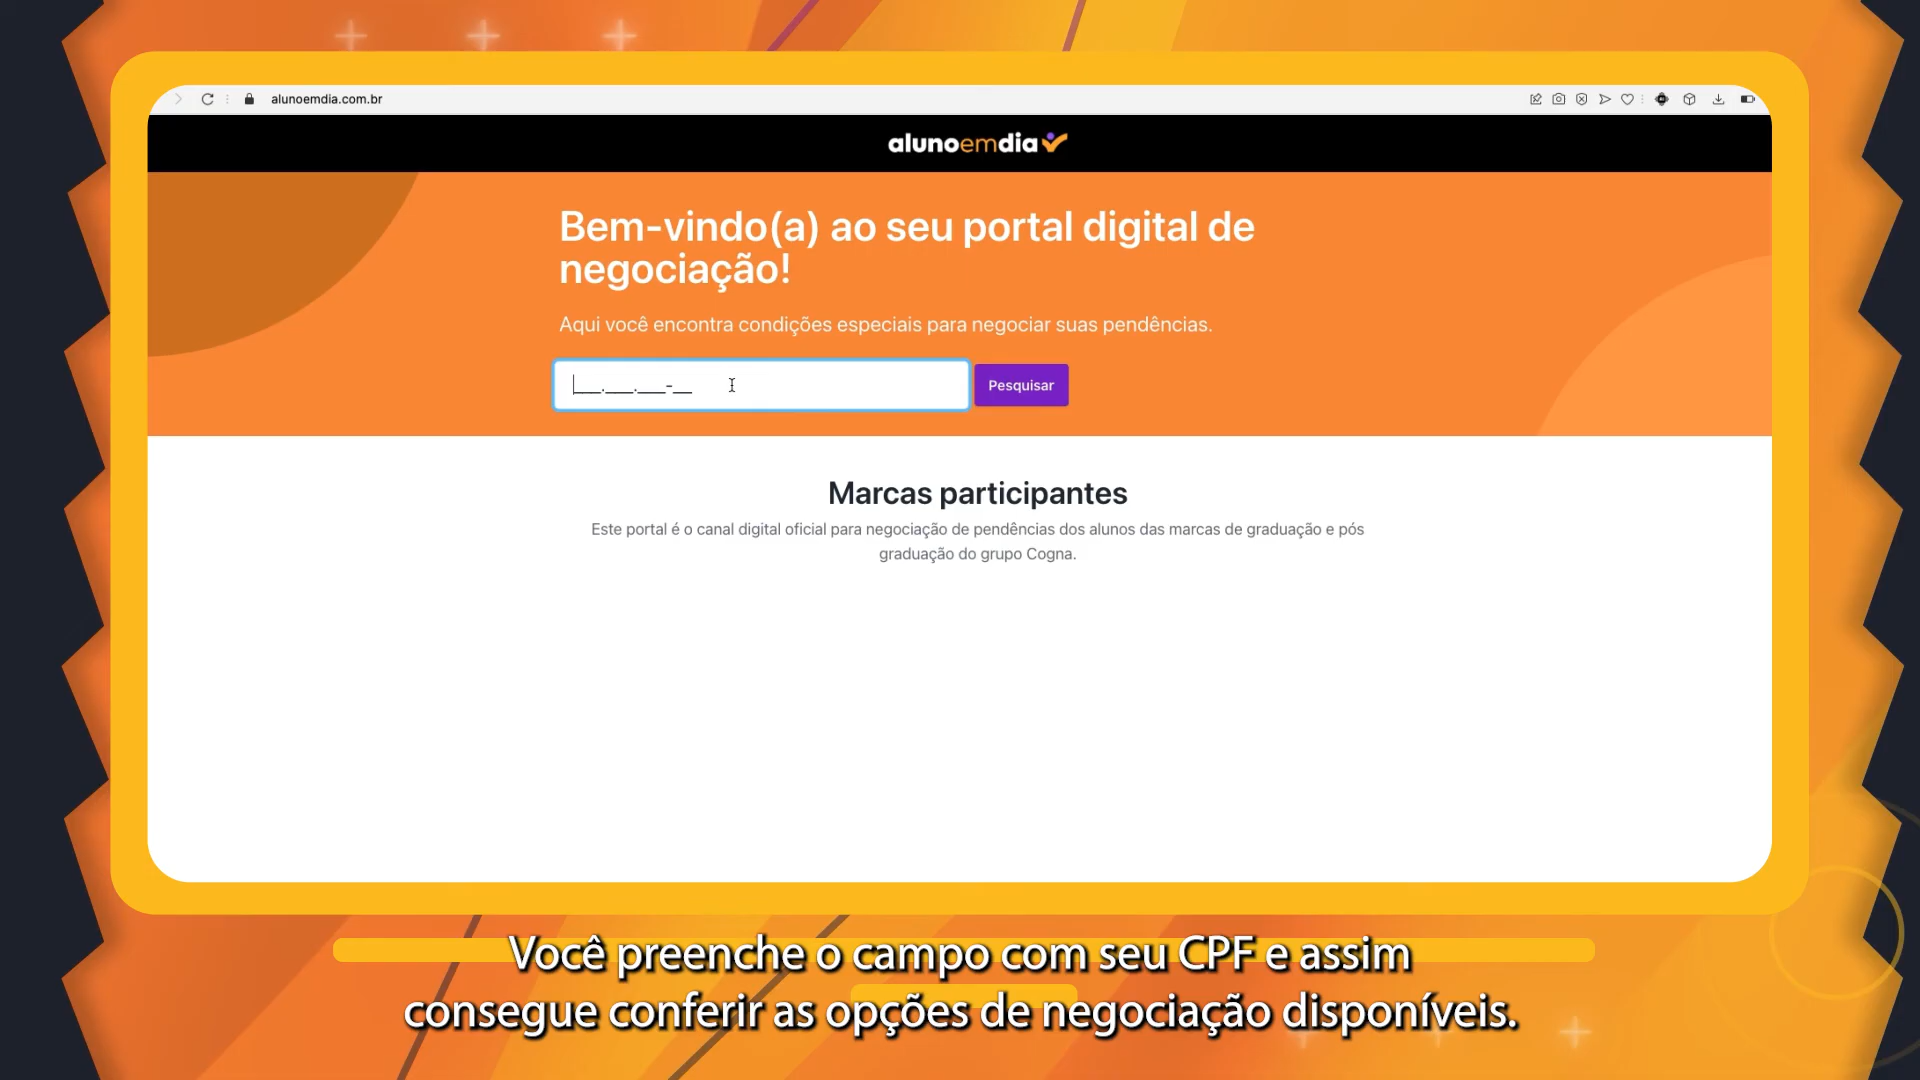 alunoemdia.com.br
alunoemdia
Bem-vindo(a) ao seu portal digital de
negociação!
Aqui você encontra condições especiais para negociar suas pendências.
___.___.___-__
Pesquisar
Marcas participantes
Este portal é o canal digital oficial para negociação de pendências dos alunos das marcas de graduação e pós
graduação do grupo Cogna.
Você preenche o campo com seu CPF e assim
consegue conferir as opções de negociação disponíveis.